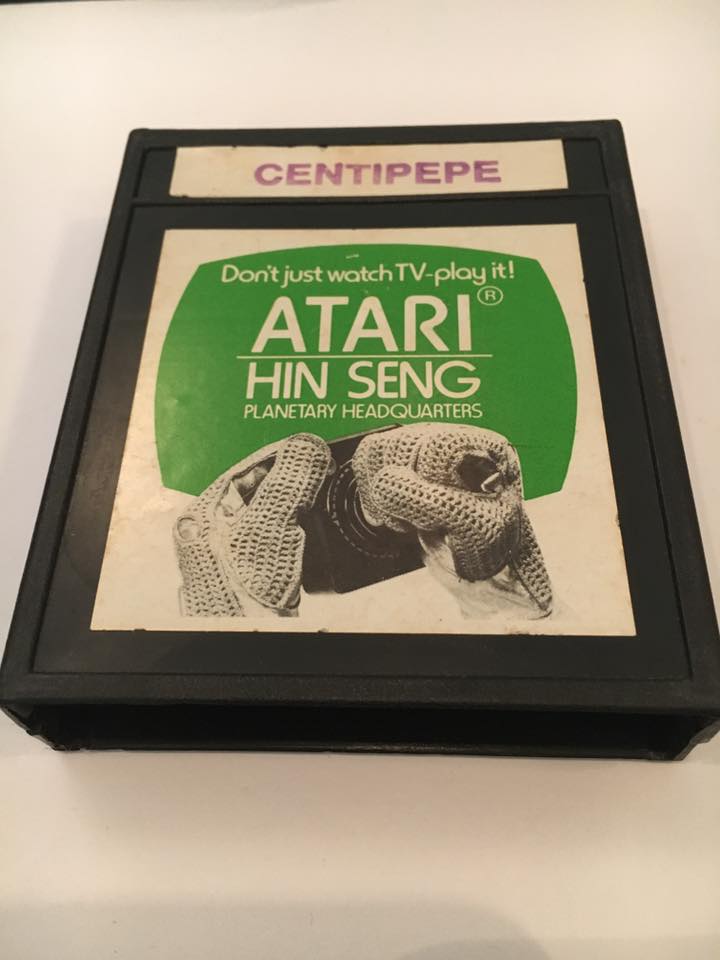 CENTIPEPE
Don't just watch TV-play it!
ATARI®
HIN SENG
PLANETARY HEADQUARTERS